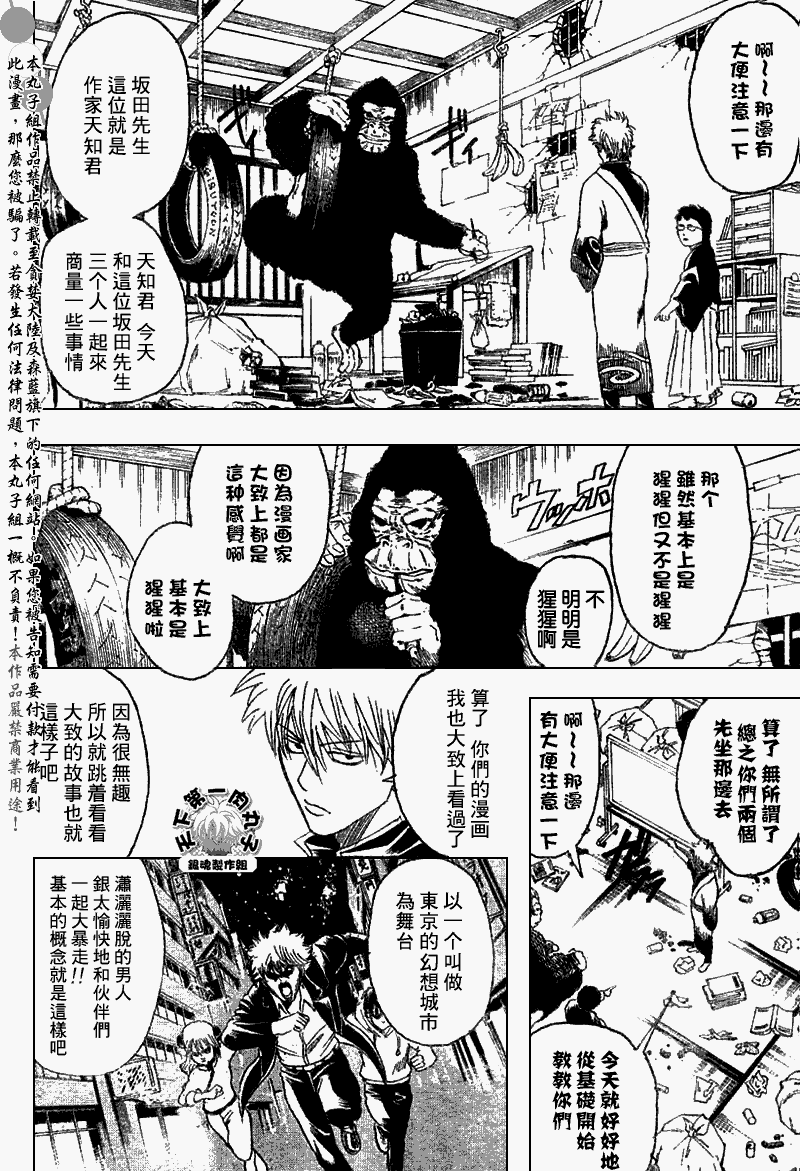 啊～～那邊有
大便注意一下
坂田先生
這位就是
作家天知君
天知君 今天
和這位坂田先生
三个人一起來
商量一些事情
那个
雖然基本上是
猩猩但又不是猩猩
ウッホ
不
明明是
猩猩啊
因為漫画家
大致上都是
這种感覺啊
大致上
基本是
猩猩啦
算了 無所謂了
總之你們兩個
先坐那邊去
啊～～那邊
有大便注意一下
今天就好好地
從基礎開始
教教你們
算了 你們的漫画
我也大致上看過了
因為很無趣
所以就跳着看看
大致的故事也就
這樣子吧
以一个叫做
東京的幻想城市
為舞台
瀟灑灑脫的男人
銀太愉快地和伙伴們
一起大暴走!!
基本的概念就是這樣吧
天下第一肉丸子
銀魂製作組
本丸子組作品禁止轉載至貪婪大陸及森藍旗下的任何網站。如果您被告知需要付款才能看到
此漫畫，那麼您被騙了。若發生任何法律問題，本丸子組一概不負責！本作品嚴禁商業用途！